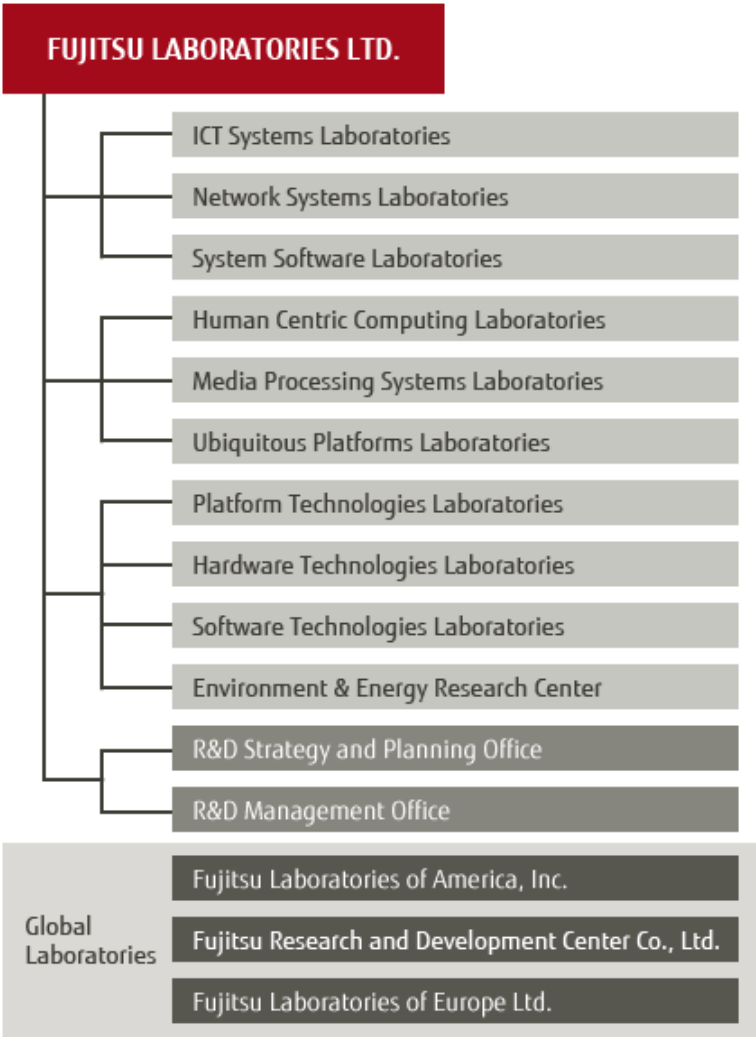 FUJITSU LABORATORIES LTD.
ICT Systems Laboratories
Network Systems Laboratories
System Software Laboratories
Human Centric Computing Laboratories
Media Processing Systems Laboratories
Ubiquitous Platforms Laboratories
Platform Technologies Laboratories
Hardware Technologies Laboratories
Software Technologies Laboratories
Environment & Energy Research Center
R&D Strategy and Planning Office
R&D Management Office
Global
Laboratories
Fujitsu Laboratories of America, Inc.
Fujitsu Research and Development Center Co., Ltd.
Fujitsu Laboratories of Europe Ltd.